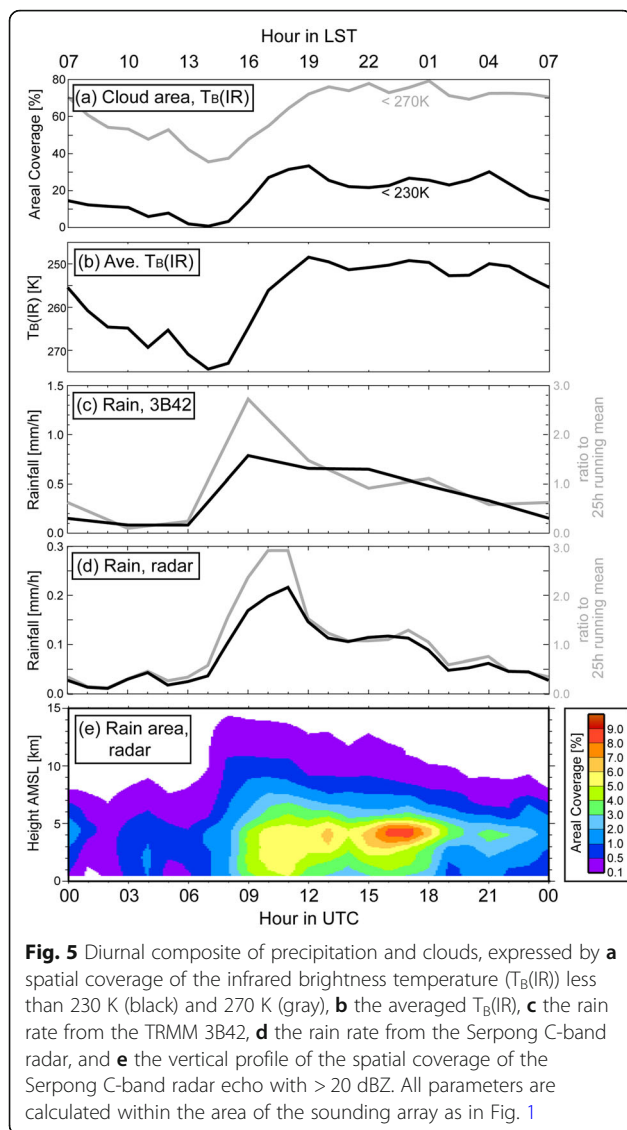 Hour in LST
07 10 13 16 19 22 01 04 07
(a) Cloud area, TB(IR)
< 270K
< 230K
Areal Coverage [%]
80
60
40
20
0
(b) Ave. TB(IR)
TB(IR) [K]
250
260
270
(c) Rain, 3B42
Rainfall [mm/h]
1.5
1.0
0.5
0.0
3.0
2.0
1.0
0.0
ratio to
25h running mean
(d) Rain, radar
Rainfall [mm/h]
0.3
0.2
0.1
0.0
3.0
2.0
1.0
0.0
ratio to
25h running mean
(e) Rain area,
radar
Height AMSL [km]
15
10
5
0
00 03 06 09 12 15 18 21 00
Hour in UTC
Areal Coverage [%]
9.0
8.0
7.0
6.0
5.0
4.0
3.0
2.0
1.0
0.5
0.1
Fig. 5 Diurnal composite of precipitation and clouds, expressed by a
spatial coverage of the infrared brightness temperature (TB(IR)) less
than 230 K (black) and 270 K (gray), b the averaged TB(IR), c the rain
rate from the TRMM 3B42, d the rain rate from the Serpong C-band
radar, and e the vertical profile of the spatial coverage of the
Serpong C-band radar echo with > 20 dBZ. All parameters are
calculated within the area of the sounding array as in Fig. 1